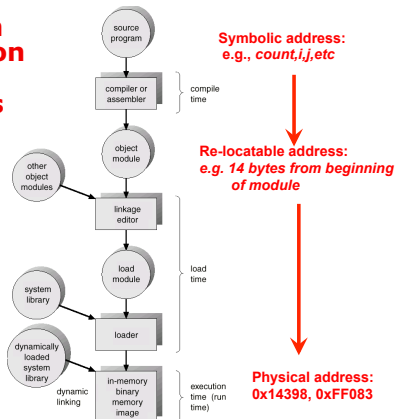 source
program
compiler or
assembler
compile
time
object
module
other
object
modules
linkage
editor
load
module
load
time
system
library
loader
dynamically
loaded
system
library
dynamic
linking
in-memory
binary
memory
image
execution
time (run
time)
Symbolic address:
e.g., count,i,j,etc
Re-locatable address:
e.g. 14 bytes from beginning
of module
Physical address:
0x14398, 0xFF083